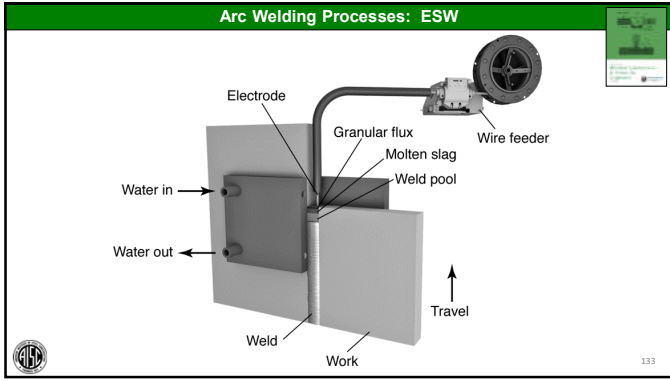 Arc Welding Processes: ESW
Electrode
Granular flux
Molten slag
Weld pool
Wire feeder
Water in
Water out
Travel
Weld
Work
AISC
133